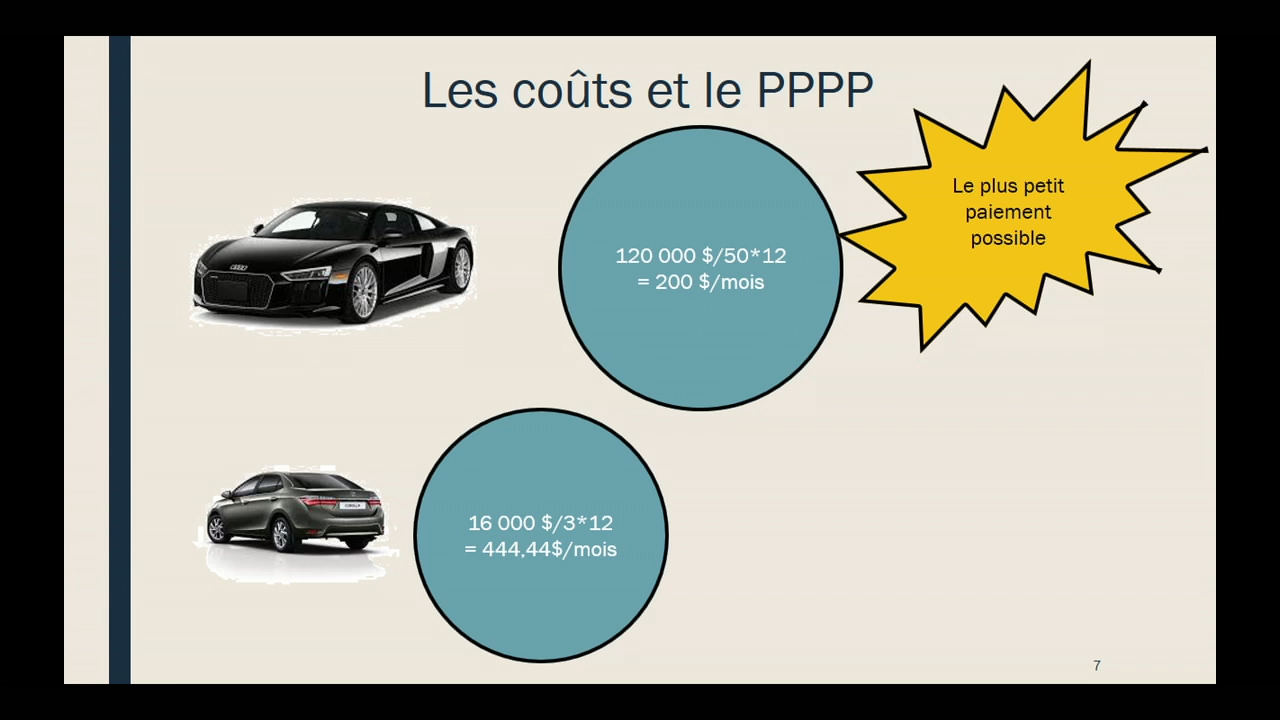 Les coûts et le PPPP
Le plus petit
paiement
possible
120 000 $/50*12
= 200 $/mois
16 000 $/3*12
= 444,44$/mois
7